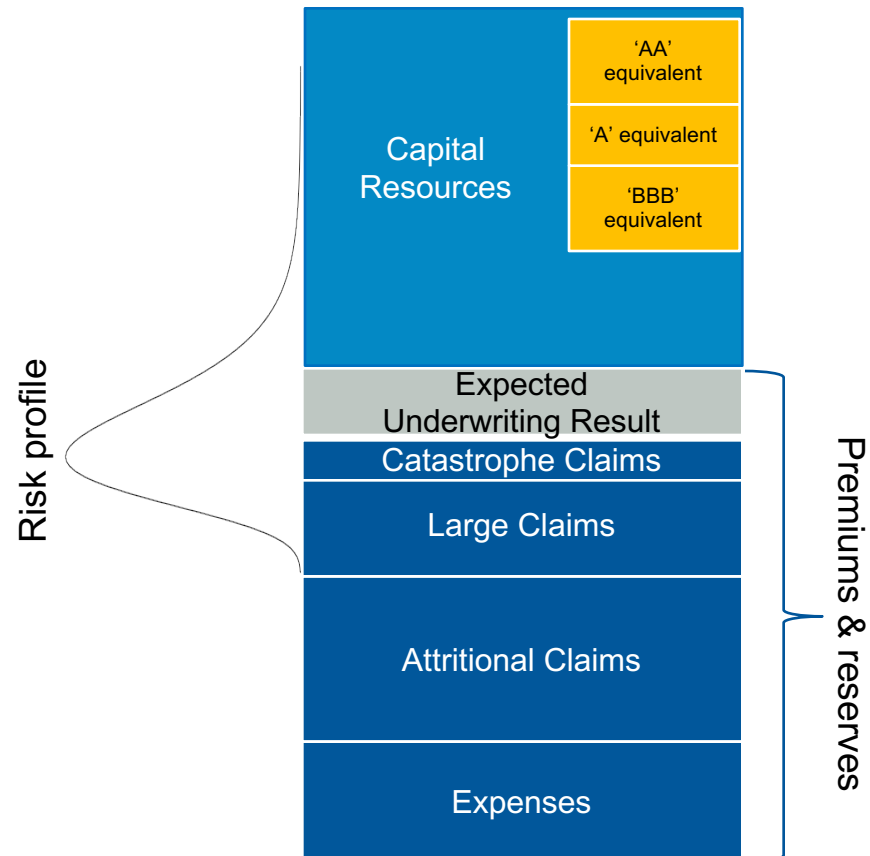 ‘AA’
equivalent
‘A’ equivalent
‘BBB’
equivalent
Capital
Resources
Risk profile
Expected
Underwriting Result
Catastrophe Claims
Large Claims
Attritional Claims
Expenses
Premiums & reserves